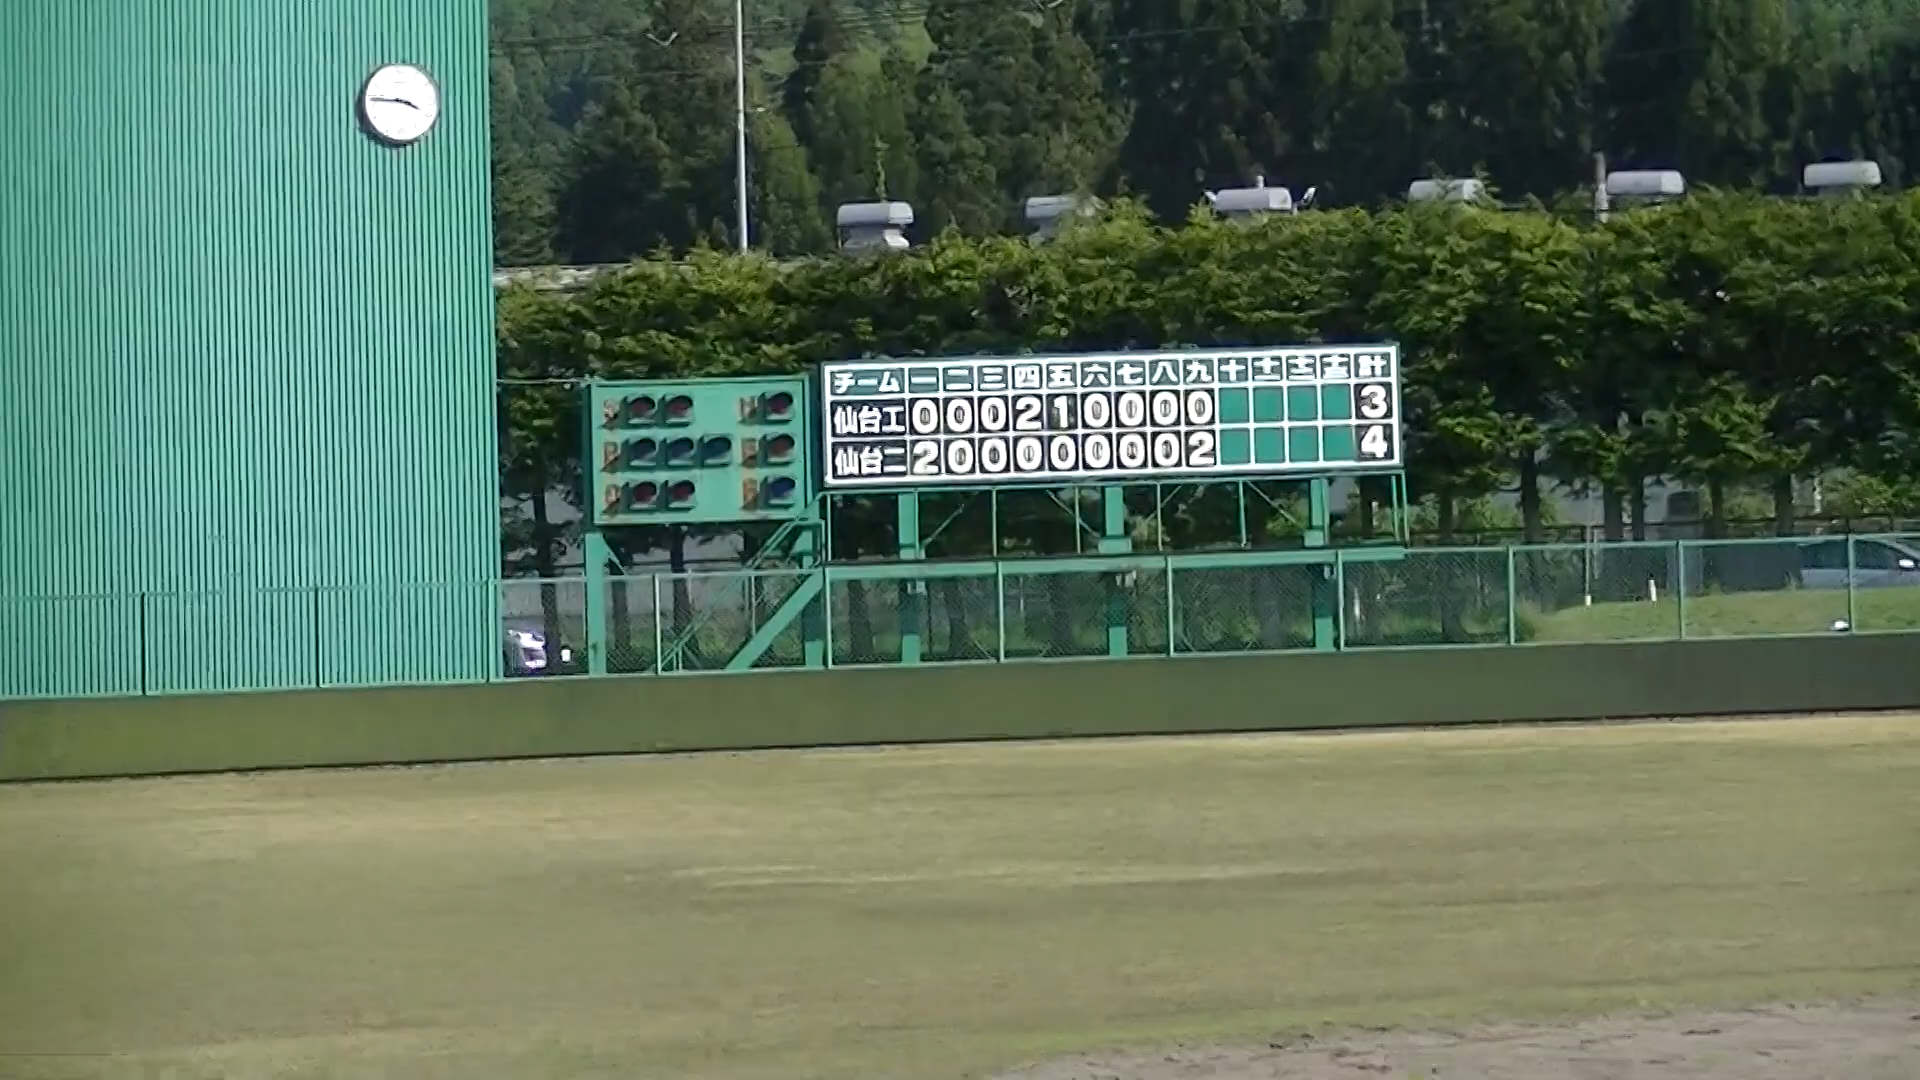 チーム 一 二 三 四 五 六 七 八 九 十 十一 十二 十三 計
仙台工 0 0 0 2 1 0 0 0 0 3
仙台二 2 0 0 0 0 0 0 0 2 4